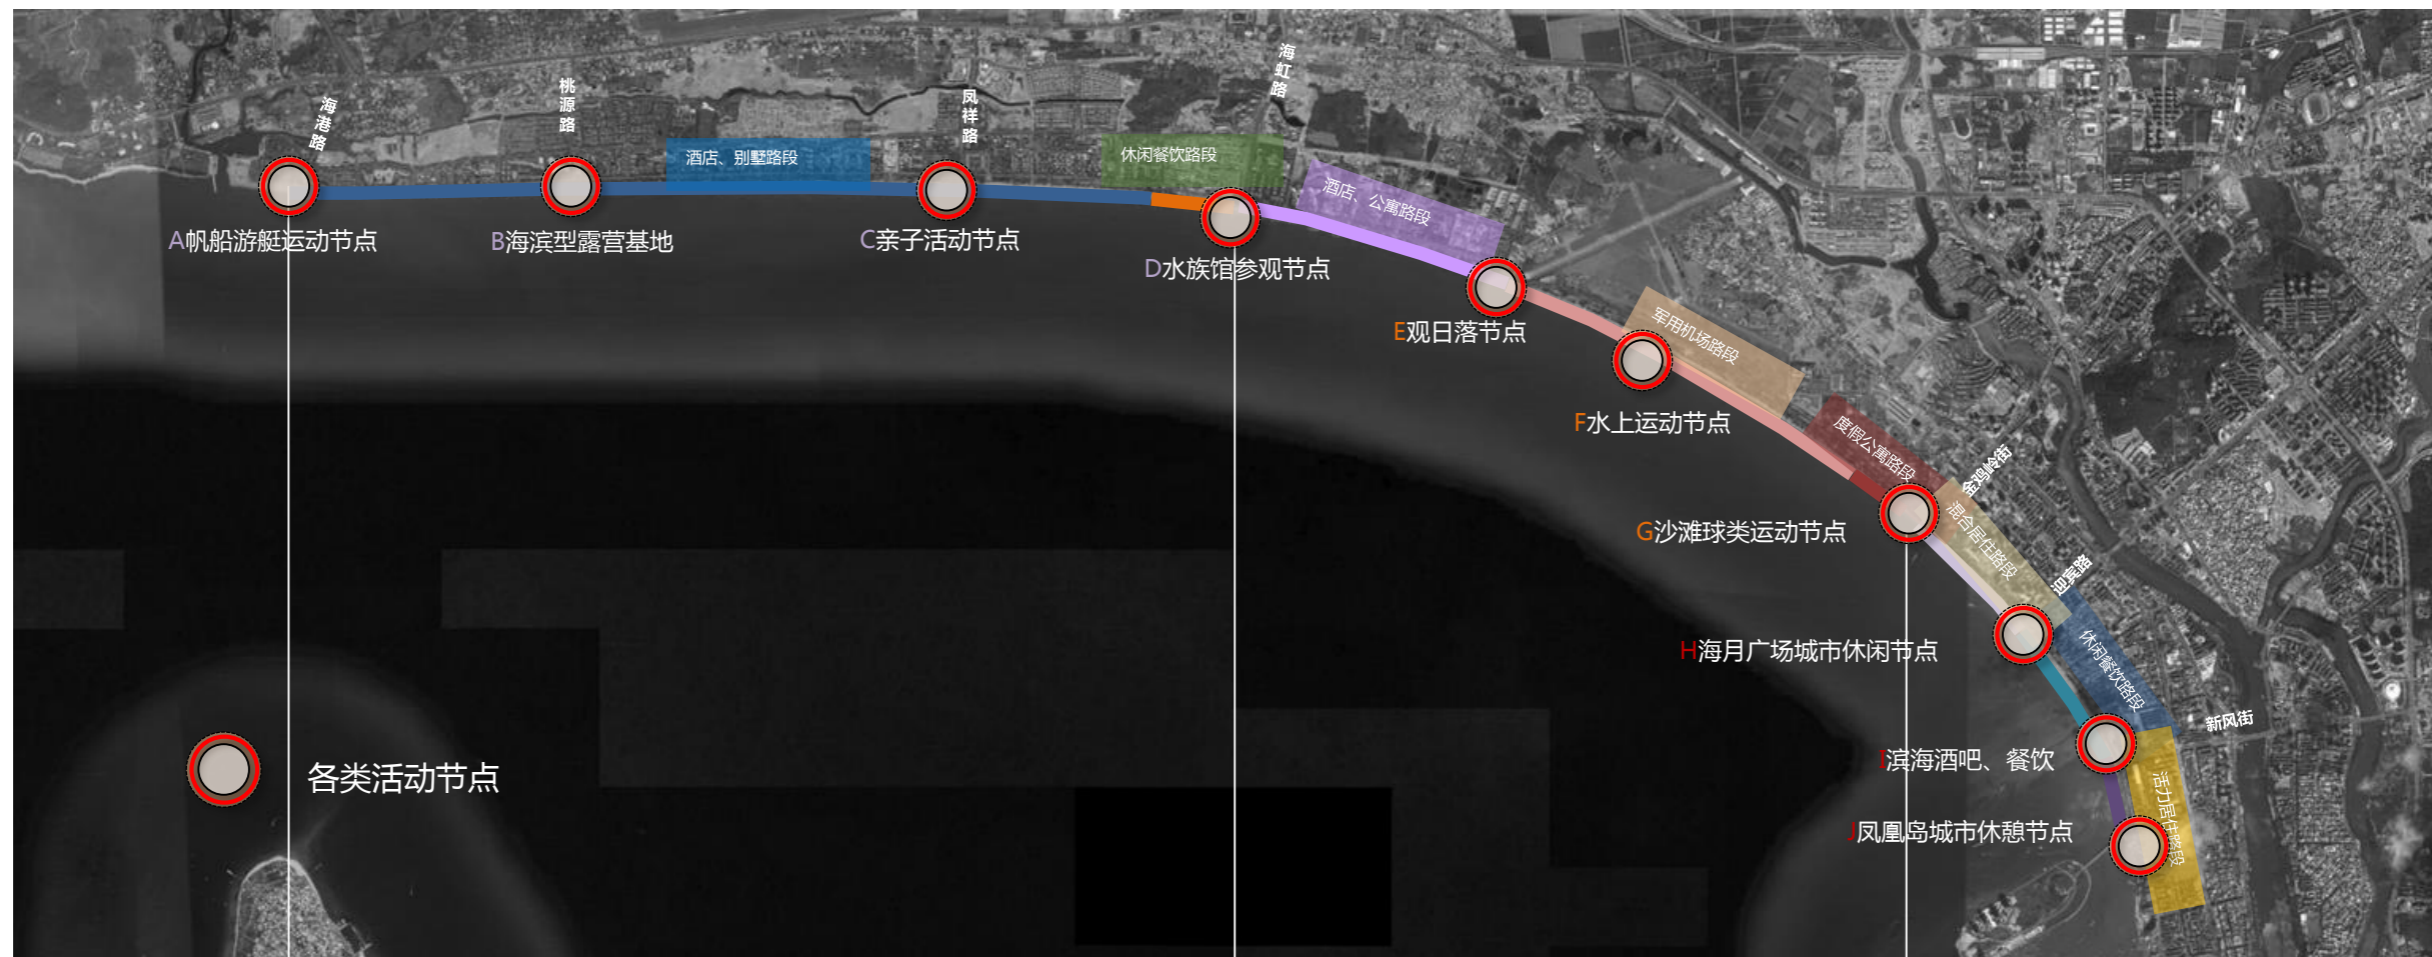 海港路
桃源路
凤祥路
海虹路
酒店、别墅路段
休闲餐饮路段
酒店、公寓路段
A帆船游艇运动节点
B海滨型露营基地
C亲子活动节点
D水族馆参观节点
E观日落节点
军用机场路段
F水上运动节点
度假公寓路段
金鸡岭街
G沙滩球类运动节点
混合居住路段
迎宾路
H海月广场城市休闲节点
休闲餐饮路段
新风街
I滨海酒吧、餐饮
各类活动节点
活力居住路段
J凤凰岛城市休憩节点